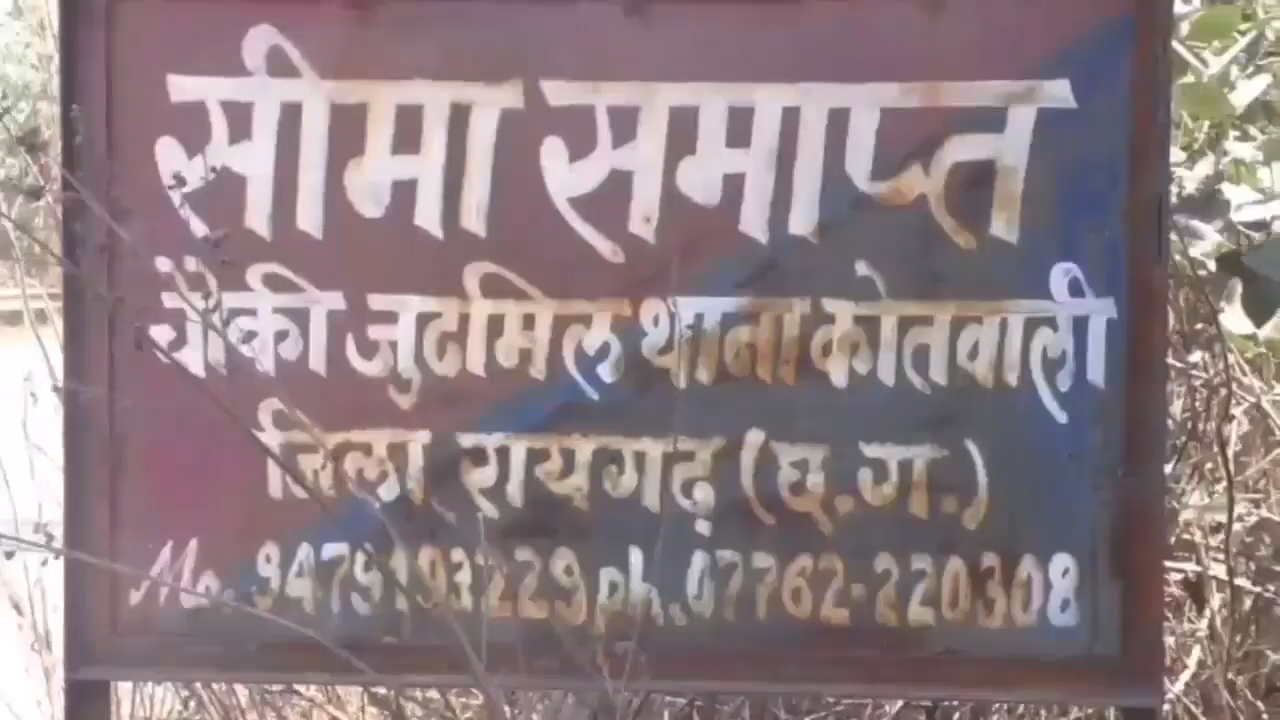 सीमा समाप्त
चौकी जुटमिल थाना कोतवाली
जिला रायगढ़ (छ.ग.)
Mo. 9479193229 ph. 07762-220308